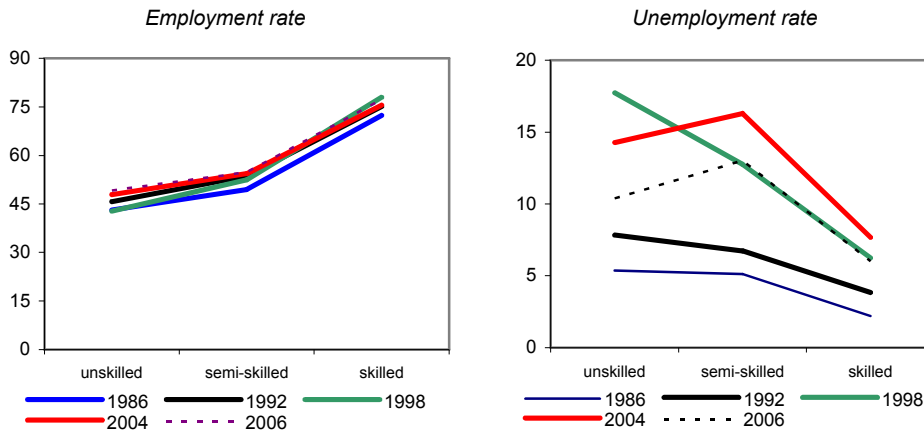 Employment rate
90
75
60
45
30
15
0
unskilled semi-skilled skilled
1986 1992 1998
2004 2006
Unemployment rate
20
15
10
5
0
unskilled semi-skilled skilled
1986 1992 1998
2004 2006